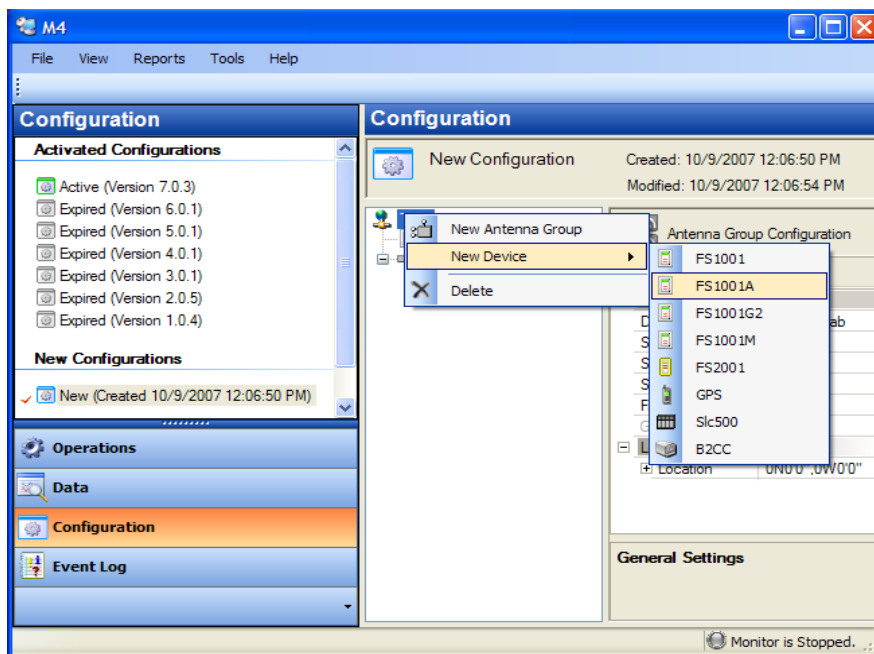 M4
File View Reports Tools Help
Configuration
Activated Configurations
Active (Version 7.0.3)
Expired (Version 6.0.1)
Expired (Version 5.0.1)
Expired (Version 4.0.1)
Expired (Version 3.0.1)
Expired (Version 2.0.5)
Expired (Version 1.0.4)
New Configurations
New (Created 10/9/2007 12:06:50 PM)
Operations
Data
Configuration
Event Log
Configuration
New Configuration
Created: 10/9/2007 12:06:50 PM
Modified: 10/9/2007 12:06:54 PM
New Antenna Group
New Device
Delete
Antenna Group Configuration
FS1001
FS1001A
FS1001G2
FS1001M
FS2001
GPS
Slc500
B2CC
ab
Location 0N0'0",0W0'0"
General Settings
Monitor is Stopped.